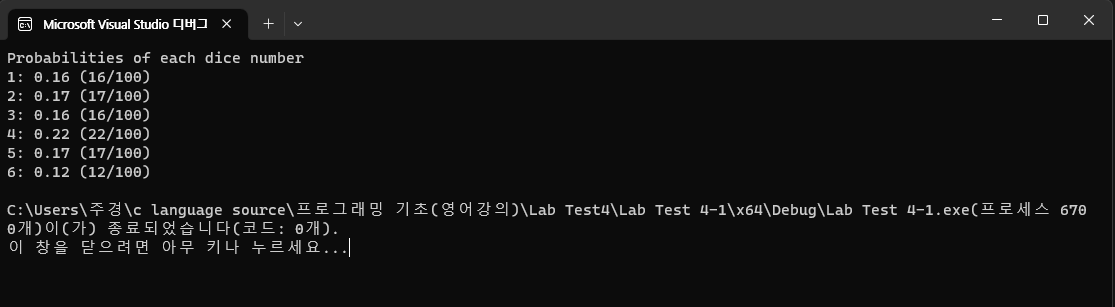 Microsoft Visual Studio 디버그
Probabilities of each dice number
1: 0.16 (16/100)
2: 0.17 (17/100)
3: 0.16 (16/100)
4: 0.22 (22/100)
5: 0.17 (17/100)
6: 0.12 (12/100)
C:\Users\주경\c language source\프로그래밍 기초(영어강의)\Lab Test4\Lab Test 4-1\x64\Debug\Lab Test 4-1.exe(프로세스 670
0개)이(가) 종료되었습니다(코드: 0개).
이 창을 닫으려면 아무 키나 누르세요...